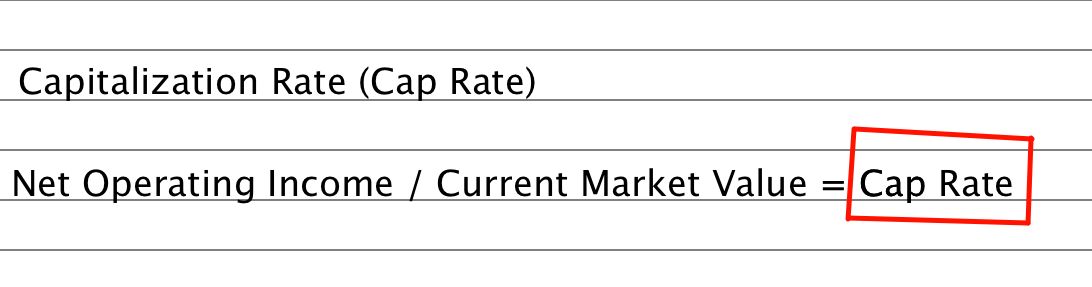 Capitalization Rate (Cap Rate)
Net Operating Income / Current Market Value = Cap Rate